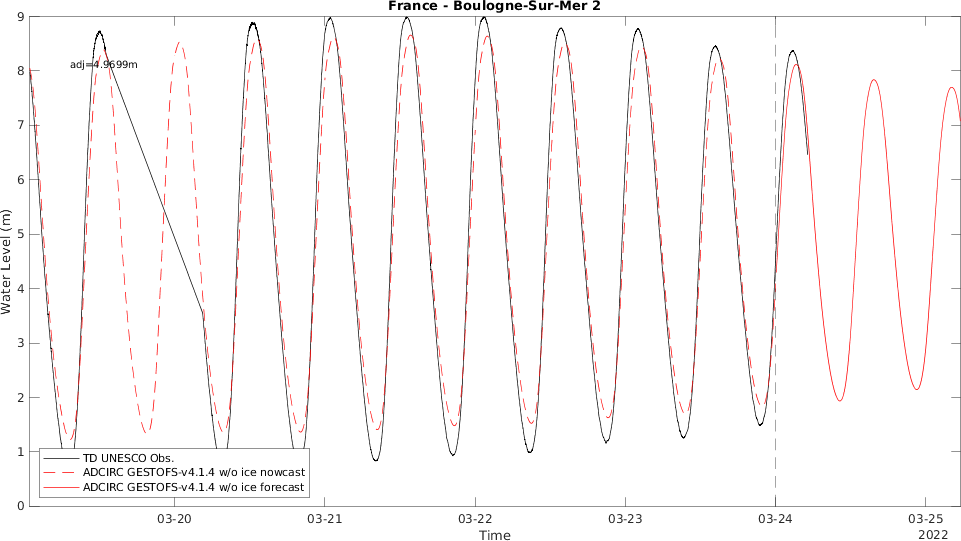 France - Boulogne-Sur-Mer 2
9
8
7
6
5
4
3
2
1
0
Water Level (m)
adj=4.9699m
TD UNESCO Obs.
ADCIRC GESTOFS-v4.1.4 w/o ice nowcast
ADCIRC GESTOFS-v4.1.4 w/o ice forecast
03-20 03-21 03-22 03-23 03-24 03-25
Time
2022